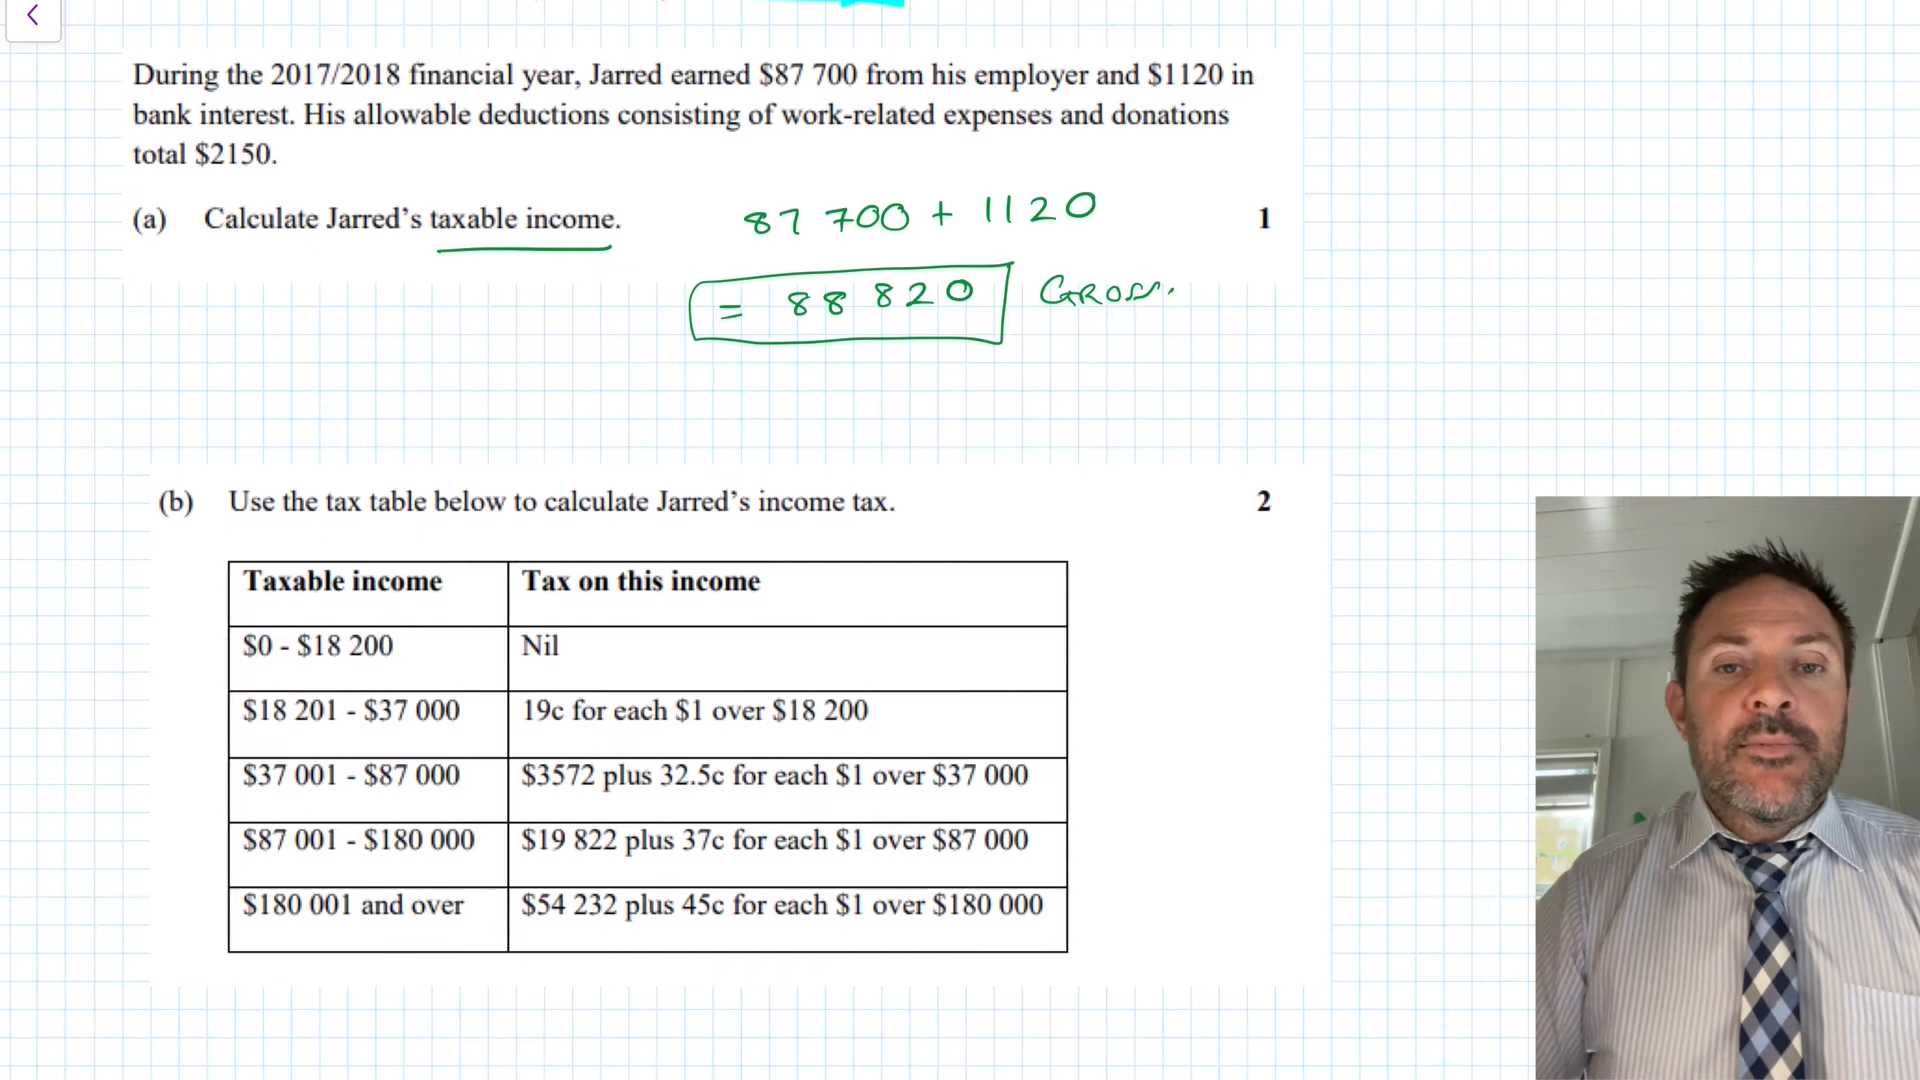 During the 2017/2018 financial year, Jarred earned $87 700 from his employer and $1120 in
bank interest. His allowable deductions consisting of work-related expenses and donations
total $2150.
(a) Calculate Jarred's taxable income. 1
87 700 + 1120
= 88 820 GROSS.
(b) Use the tax table below to calculate Jarred's income tax. 2
Taxable income Tax on this income
$0 - $18 200 Nil
$18 201 - $37 000 19c for each $1 over $18 200
$37 001 - $87 000 $3572 plus 32.5c for each $1 over $37 000
$87 001 - $180 000 $19 822 plus 37c for each $1 over $87 000
$180 001 and over $54 232 plus 45c for each $1 over $180 000